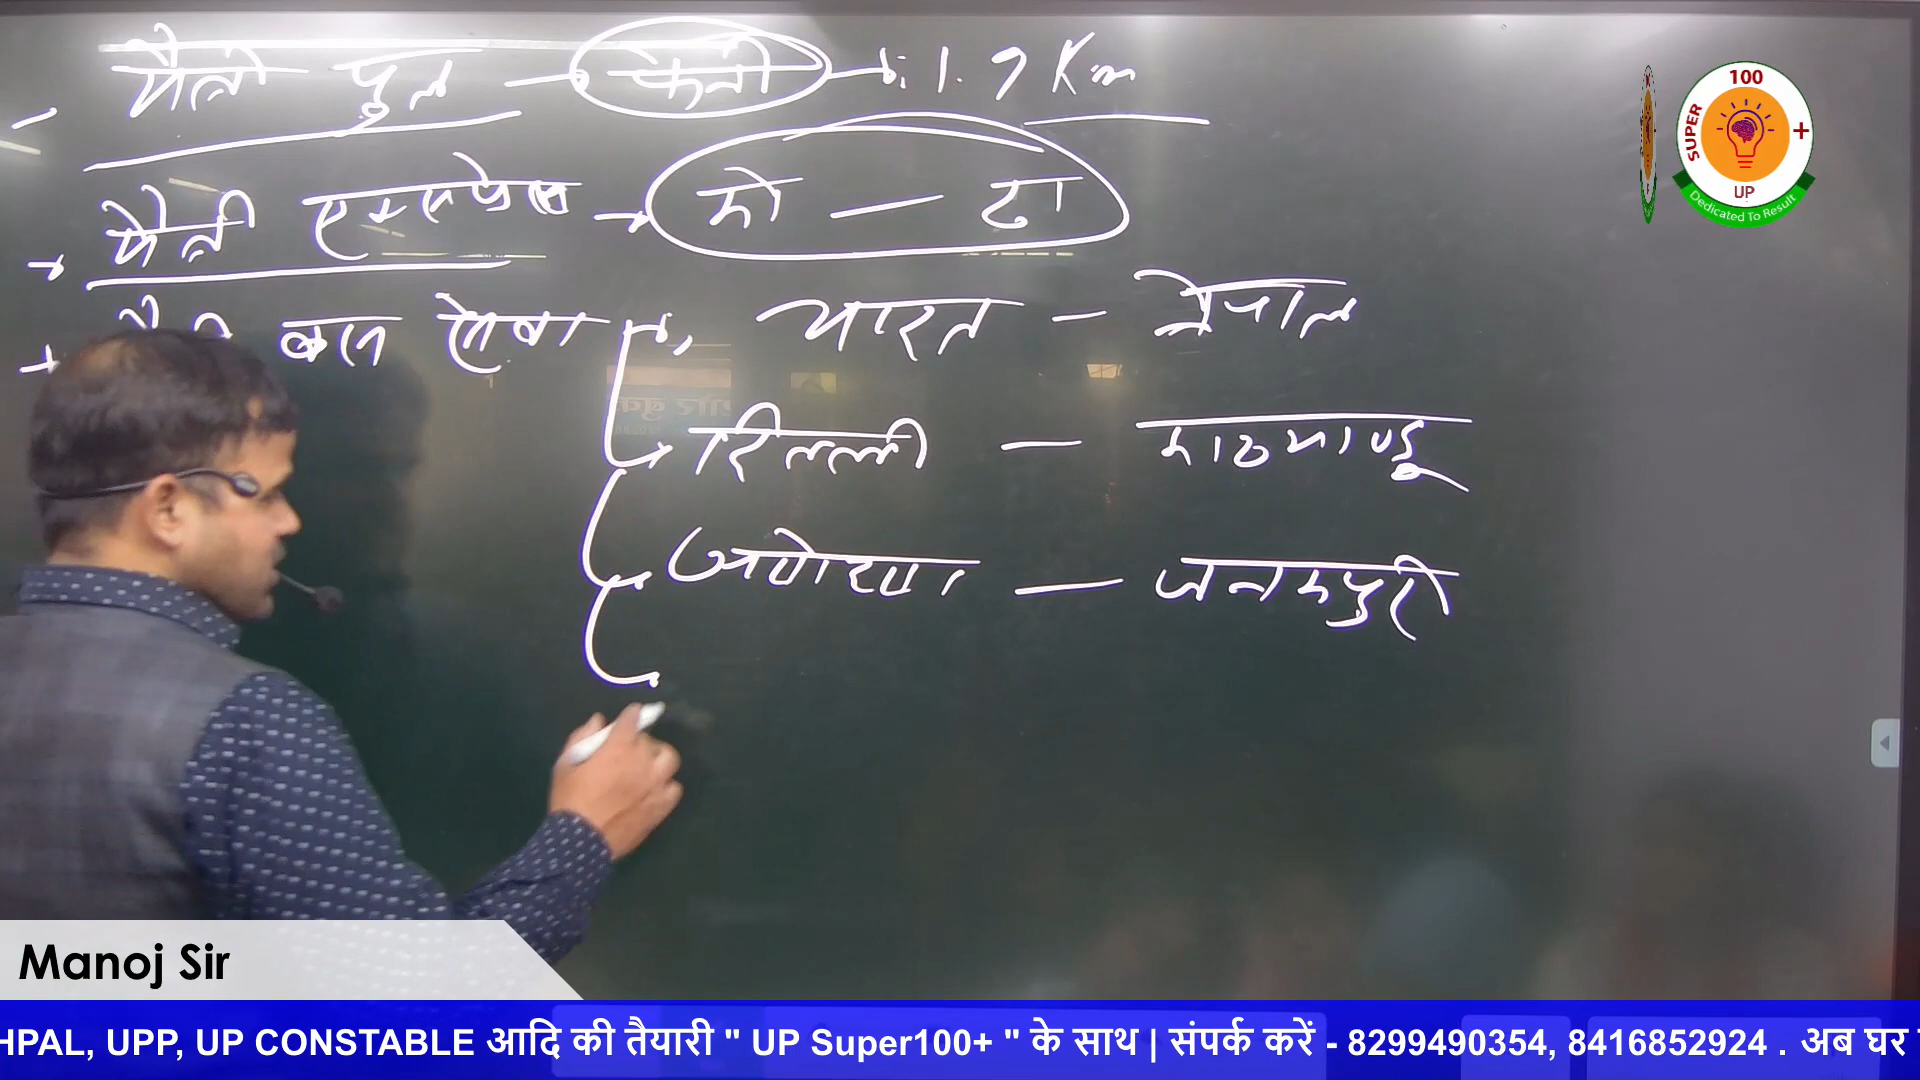 मैत्री पुल → फेनी → 1.9 Km
मैत्री एक्सप्रेस → को — ढा
बस सेवा → भारत — नेपाल
दिल्ली — काठमाण्डू
अयोध्या — जनकपुरी
100
SUPER
+
UP
Dedicated To Result
Manoj Sir
HPAL, UPP, UP CONSTABLE आदि की तैयारी " UP Super100+ " के साथ | संपर्क करें - 8299490354, 8416852924 . अब घर